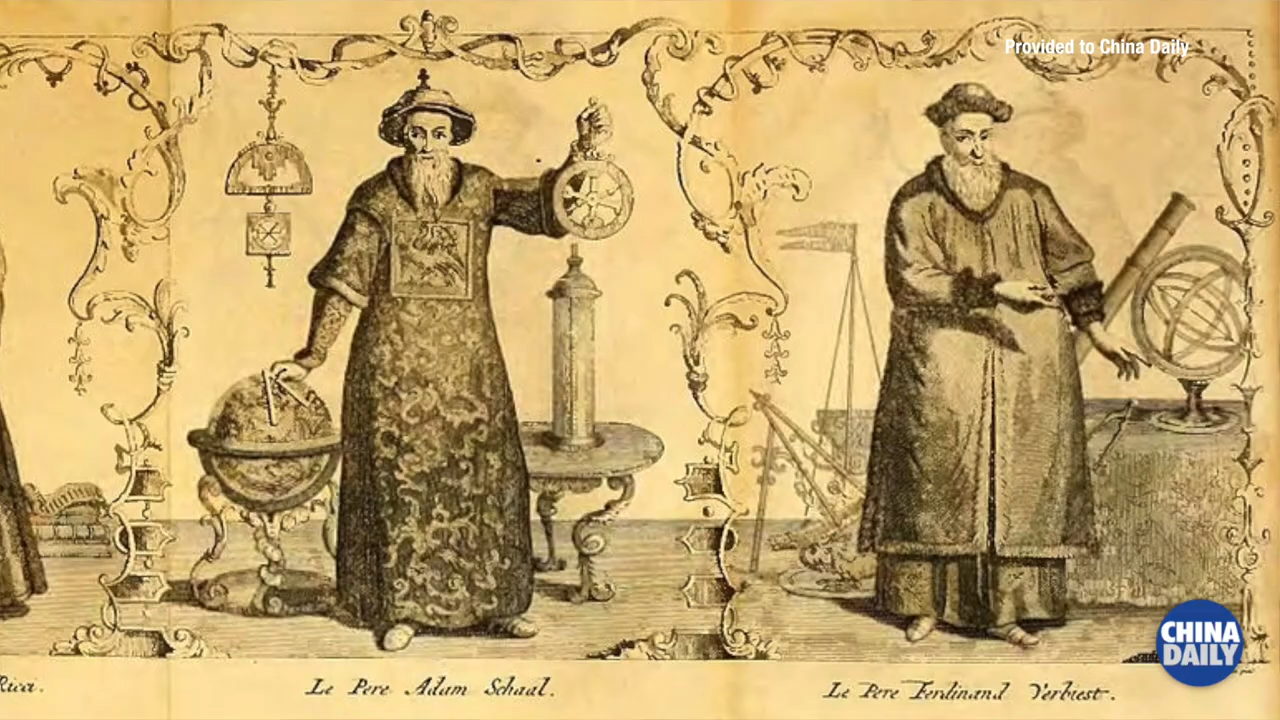 Provided to China Daily
Ricci.
Le Pere Adam Schaal.
Le Pere Ferdinand Verbiest.
CHINA
DAILY